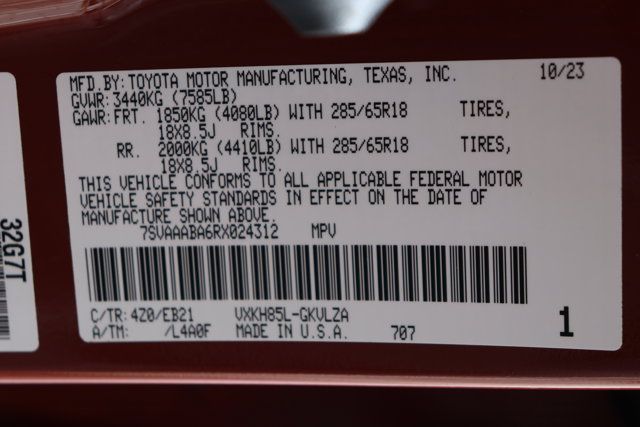 MFD.BY: TOYOTA MOTOR MANUFACTURING, TEXAS, INC. 10/23
GVWR: 3440KG (7585LB)
GAWR: FRT. 1850KG (4080LB) WITH 285/65R18 TIRES,
18X8.5J RIMS.
RR. 2000KG (4410LB) WITH 285/65R18 TIRES,
18X8.5J RIMS.
THIS VEHICLE CONFORMS TO ALL APPLICABLE FEDERAL MOTOR
VEHICLE SAFETY STANDARDS IN EFFECT ON THE DATE OF
MANUFACTURE SHOWN ABOVE.
7SVAAABA6RX024312 MPV
C/TR: 4Z0/EB21 VXKH85L-GKVLZA
A/TM: /L4A0F MADE IN U.S.A. 707 1
32G7T